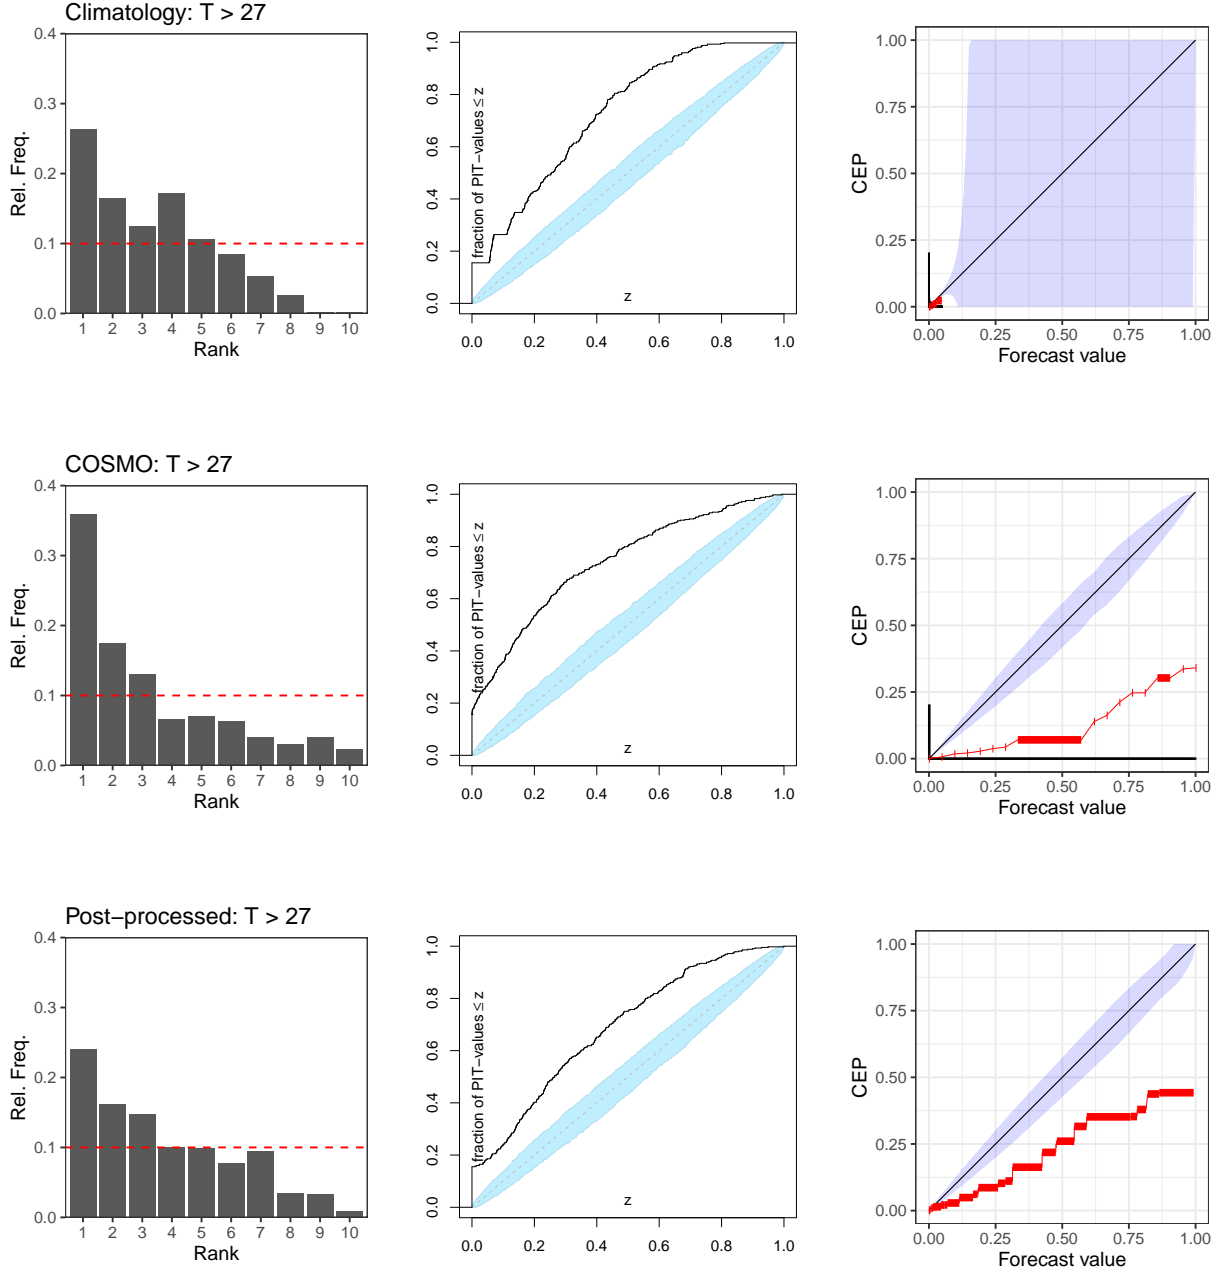 Climatology: T > 27
0.4
0.3
0.2
0.1
0.0
Rel. Freq.
1 2 3 4 5 6 7 8 9 10
Rank
1.0
0.8
0.6
0.4
0.2
0.0
fraction of PIT−values ≤ z
z
0.0 0.2 0.4 0.6 0.8 1.0
1.00
0.75
0.50
0.25
0.00
CEP
0.00 0.25 0.50 0.75 1.00
Forecast value
COSMO: T > 27
0.4
0.3
0.2
0.1
0.0
Rel. Freq.
1 2 3 4 5 6 7 8 9 10
Rank
1.0
0.8
0.6
0.4
0.2
0.0
fraction of PIT−values ≤ z
z
0.0 0.2 0.4 0.6 0.8 1.0
1.00
0.75
0.50
0.25
0.00
CEP
0.00 0.25 0.50 0.75 1.00
Forecast value
Post−processed: T > 27
0.4
0.3
0.2
0.1
0.0
Rel. Freq.
1 2 3 4 5 6 7 8 9 10
Rank
1.0
0.8
0.6
0.4
0.2
0.0
fraction of PIT−values ≤ z
z
0.0 0.2 0.4 0.6 0.8 1.0
1.00
0.75
0.50
0.25
0.00
CEP
0.00 0.25 0.50 0.75 1.00
Forecast value